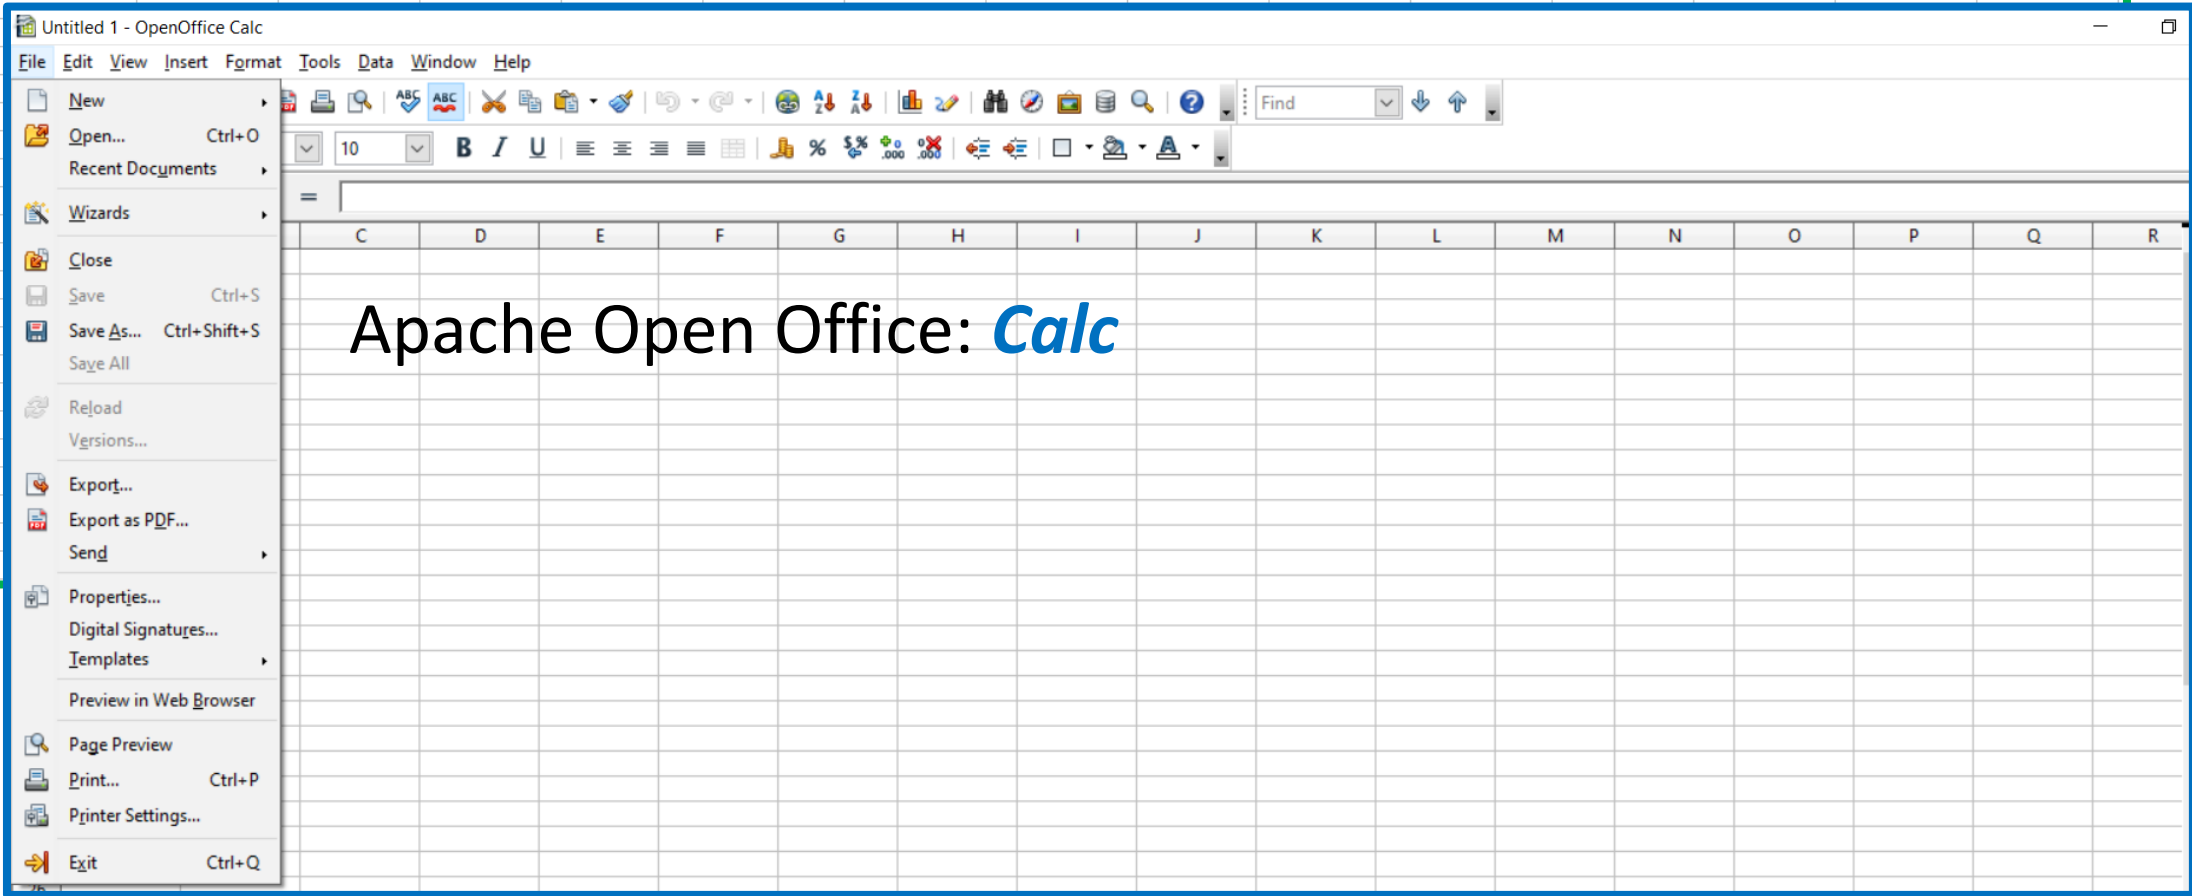 Untitled 1 - OpenOffice Calc
File Edit View Insert Format Tools Data Window Help
New
Open... Ctrl+O
Recent Documents
Wizards
Close
Save Ctrl+S
Save As... Ctrl+Shift+S
Save All
Reload
Versions...
Export...
Export as PDF...
Send
Properties...
Digital Signatures...
Templates
Preview in Web Browser
Page Preview
Print... Ctrl+P
Printer Settings...
Exit Ctrl+Q
ABC ABC Find
10 B I U %
=
C D E F G H I J K L M N O P Q R
Apache Open Office: Calc